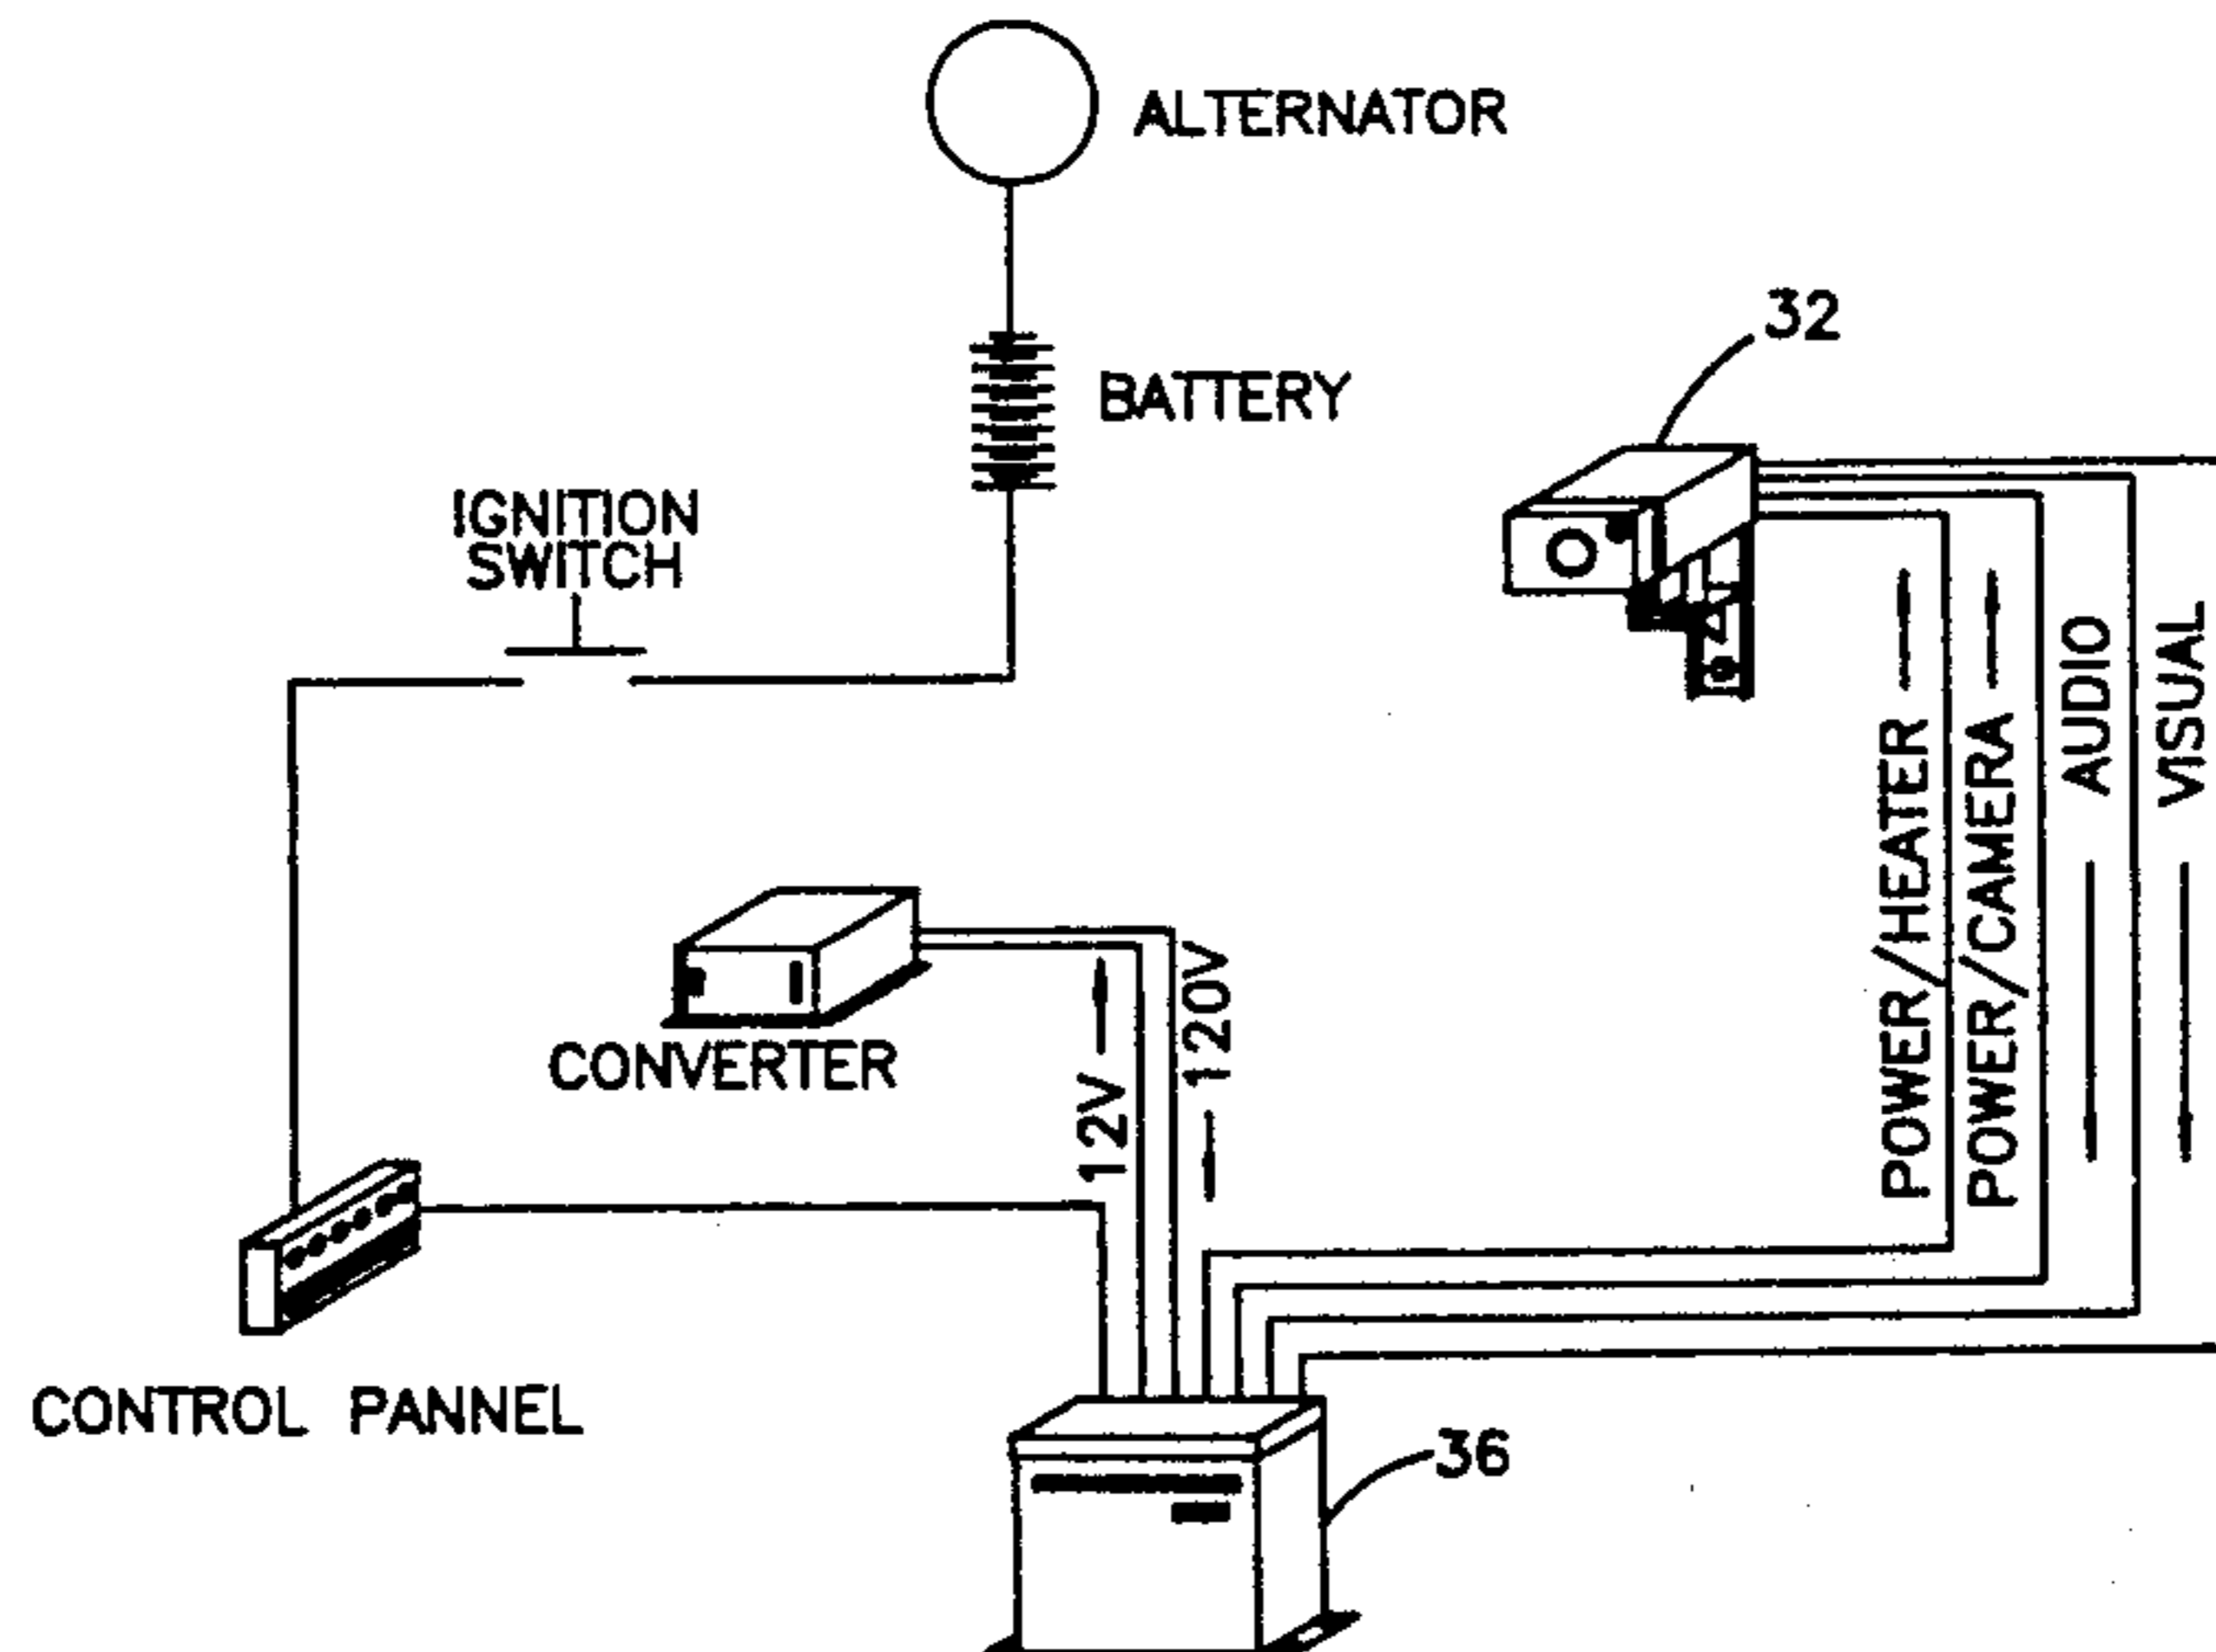 ALTERNATOR
32
BATTERY
IGNITION
SWITCH
POWER/HEATER
POWER/CAMERA
AUDIO
VISUAL
CONVERTER
12V
120V
CONTROL PANNEL
36